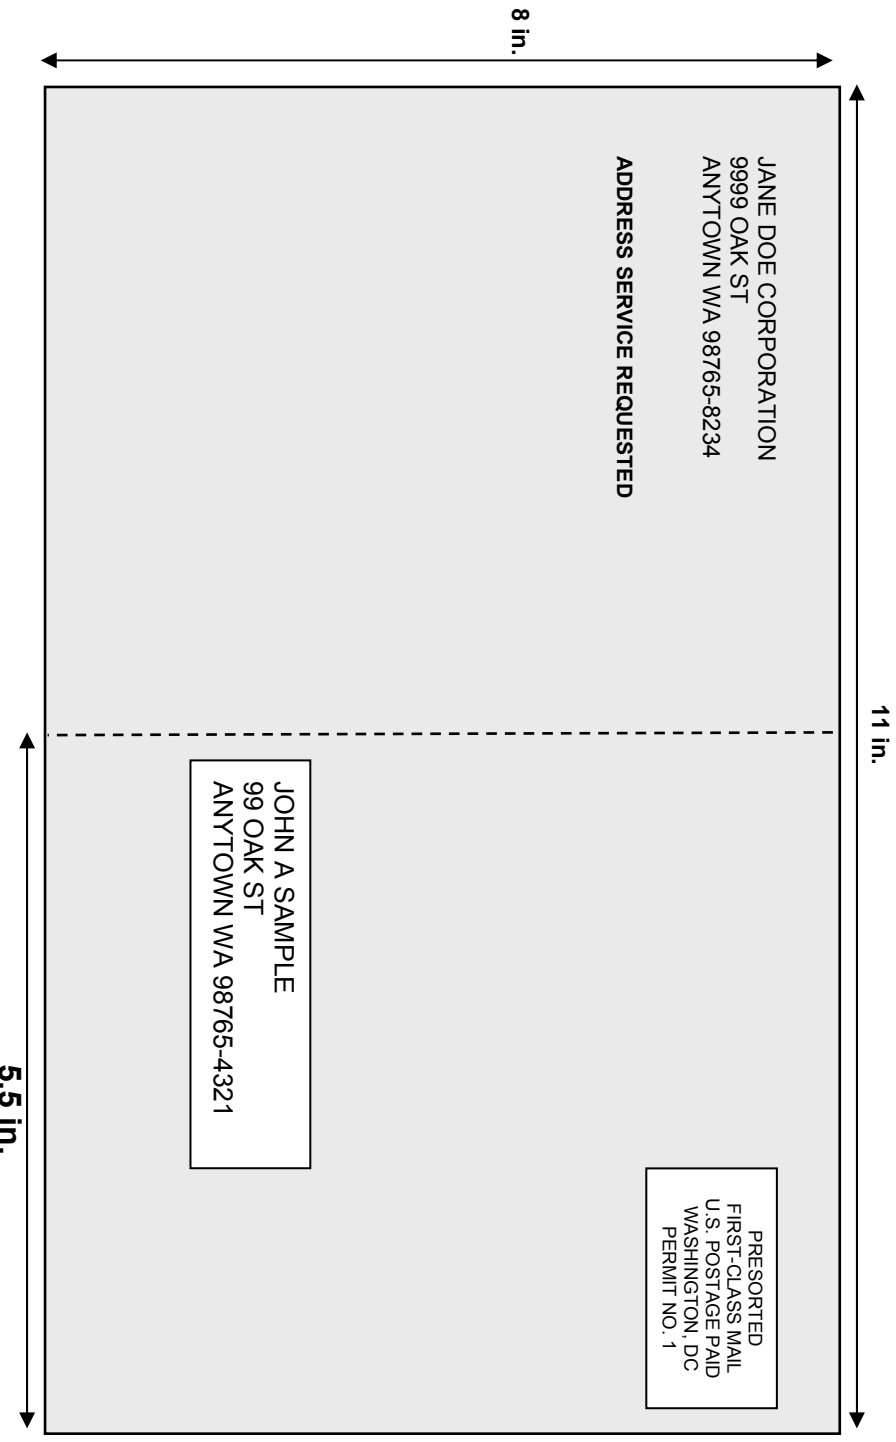 11 in.
8 in.
JANE DOE CORPORATION
9999 OAK ST
ANYTOWN WA 98765-8234
ADDRESS SERVICE REQUESTED
PRESORTED
FIRST-CLASS MAIL
U.S. POSTAGE PAID
WASHINGTON, DC
PERMIT NO. 1
JOHN A SAMPLE
99 OAK ST
ANYTOWN WA 98765-4321
5.5 in.